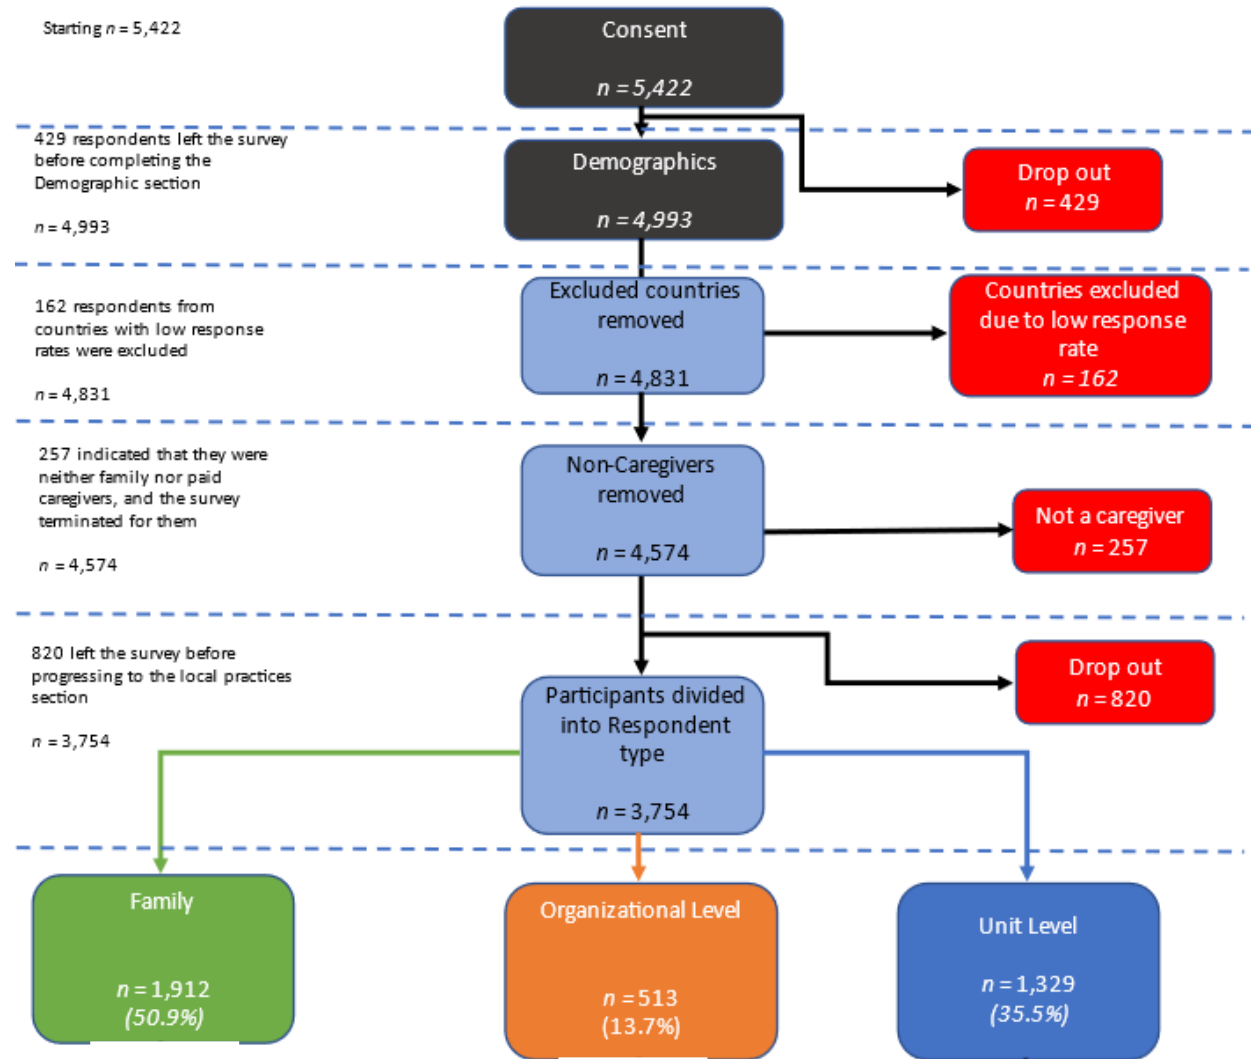 Starting n = 5,422
Consent
n = 5,422
429 respondents left the survey
before completing the
Demographic section
n = 4,993
Demographics
n = 4,993
Drop out
n = 429
162 respondents from
countries with low response
rates were excluded
n = 4,831
Excluded countries
removed
n = 4,831
Countries excluded
due to low response
rate
n = 162
257 indicated that they were
neither family nor paid
caregivers, and the survey
terminated for them
n = 4,574
Non-Caregivers
removed
n = 4,574
Not a caregiver
n = 257
820 left the survey before
progressing to the local practices
section
n = 3,754
Participants divided
into Respondent
type
n = 3,754
Drop out
n = 820
Family
n = 1,912
(50.9%)
Organizational Level
n = 513
(13.7%)
Unit Level
n = 1,329
(35.5%)